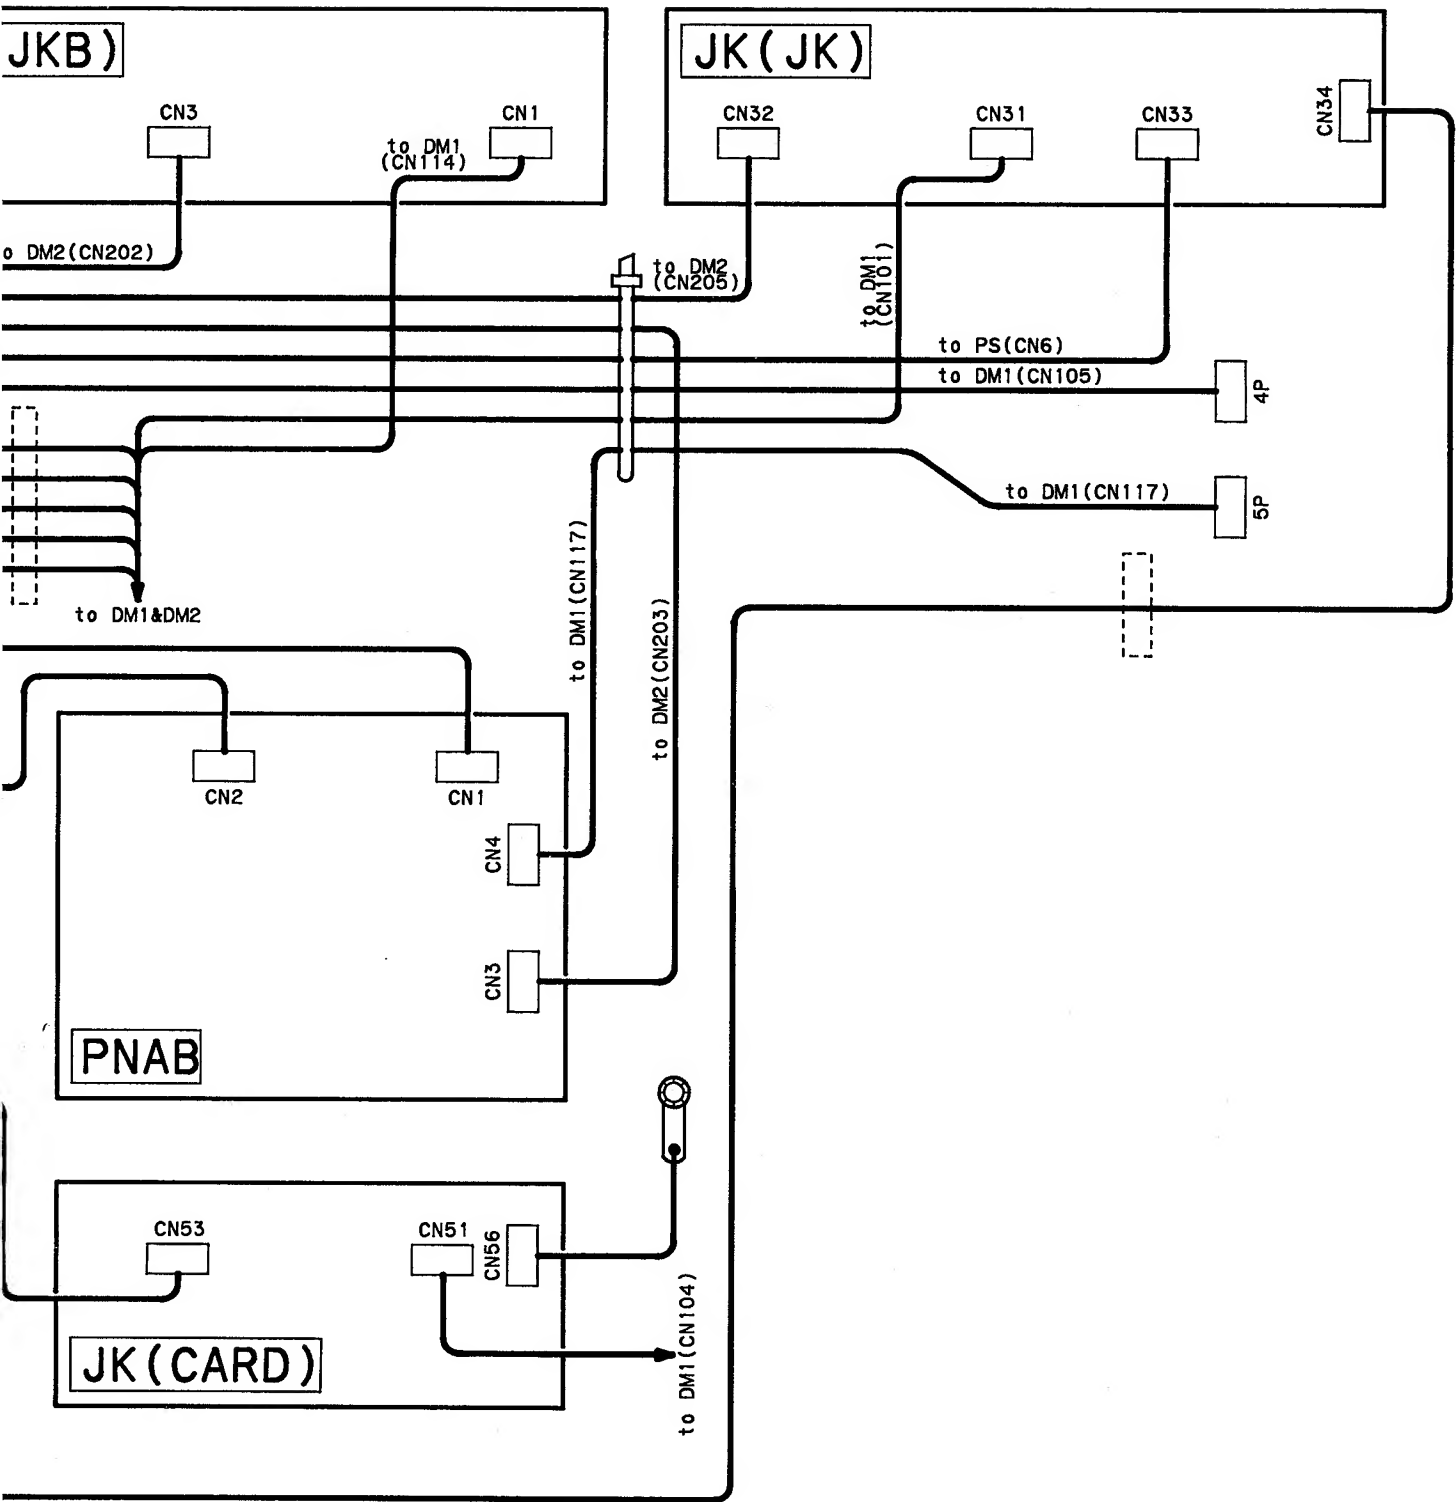 JKB)
JK(JK)
CN3
CN1
CN32
CN31
CN33
CN34
to DM1
(CN114)
o DM2(CN202)
to DM2
(CN205)
to DM1
(CN101)
to PS(CN6)
to DM1(CN105)
4P
to DM1(CN117)
5P
to DM1&DM2
to DM1(CN117)
to DM2(CN203)
CN2
CN1
CN4
CN3
PNAB
CN53
CN51
CN56
JK(CARD)
to DM1(CN104)